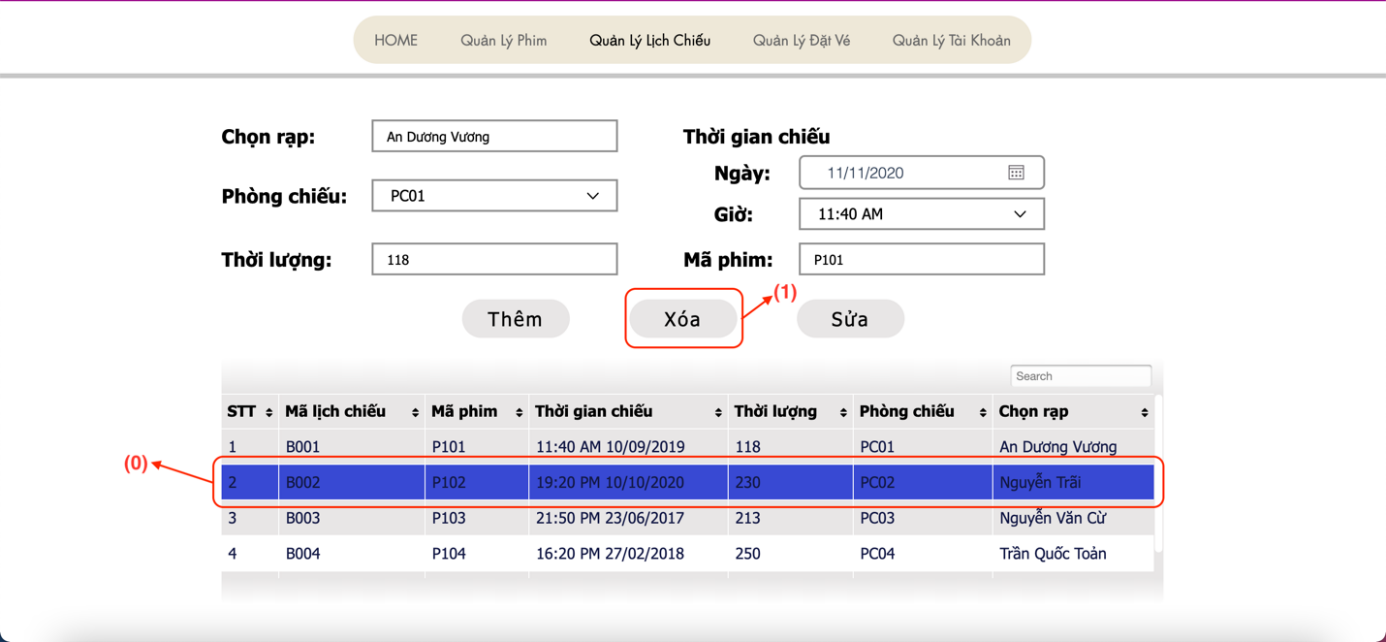 HOME Quản Lý Phim Quản Lý Lịch Chiếu Quản Lý Đặt Vé Quản Lý Tài Khoản
Chọn rạp: An Dương Vương Thời gian chiếu
Ngày: 11/11/2020
Phòng chiếu: PC01
Giờ: 11:40 AM
Thời lượng: 118 Mã phim: P101
(1)
Thêm Xóa Sửa
Search
STT Mã lịch chiếu Mã phim Thời gian chiếu Thời lượng Phòng chiếu Chọn rạp
1 B001 P101 11:40 AM 10/09/2019 118 PC01 An Dương Vương
(0)
2 B002 P102 19:20 PM 10/10/2020 230 PC02 Nguyễn Trãi
3 B003 P103 21:50 PM 23/06/2017 213 PC03 Nguyễn Văn Cừ
4 B004 P104 16:20 PM 27/02/2018 250 PC04 Trần Quốc Toản